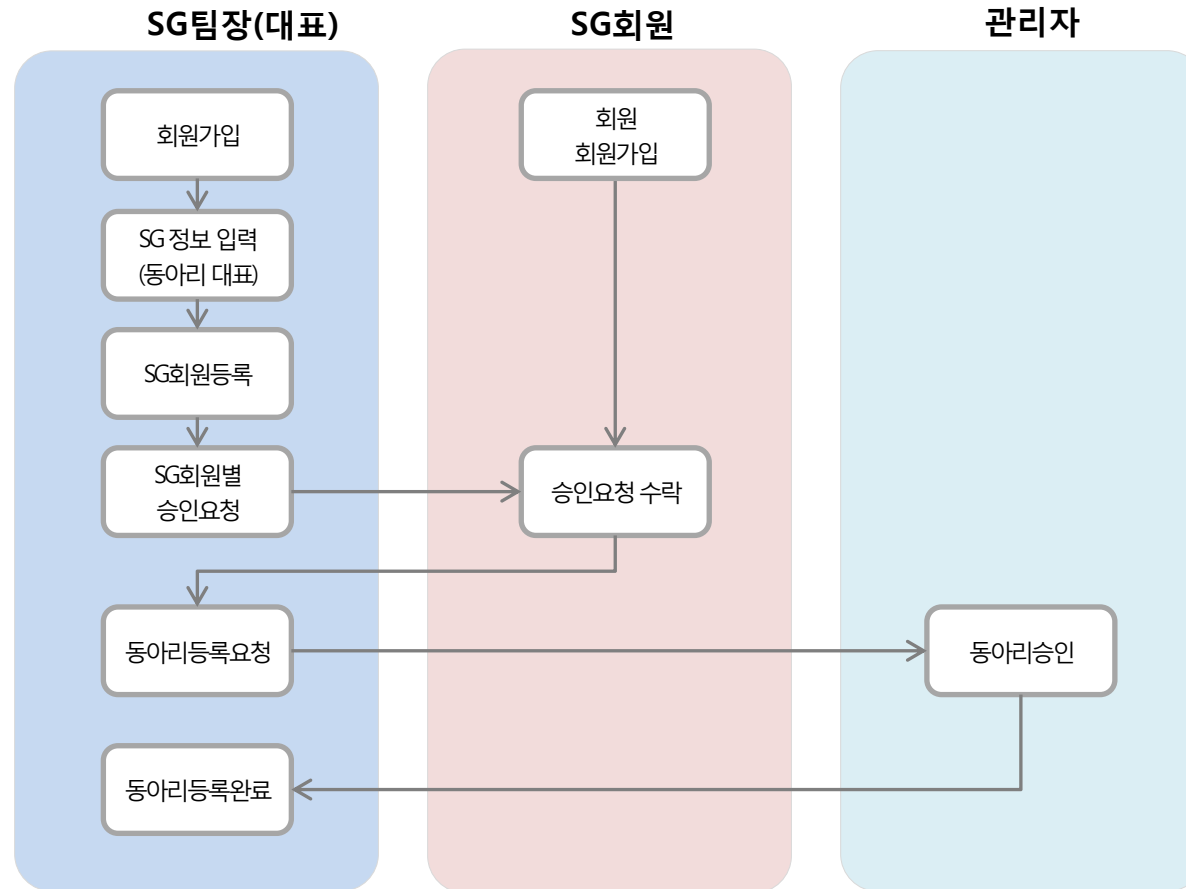 SG팀장(대표)
SG회원
관리자
회원가입
회원
회원가입
SG 정보 입력
(동아리 대표)
SG회원등록
SG회원별
승인요청
승인요청 수락
동아리등록요청
동아리승인
동아리등록완료